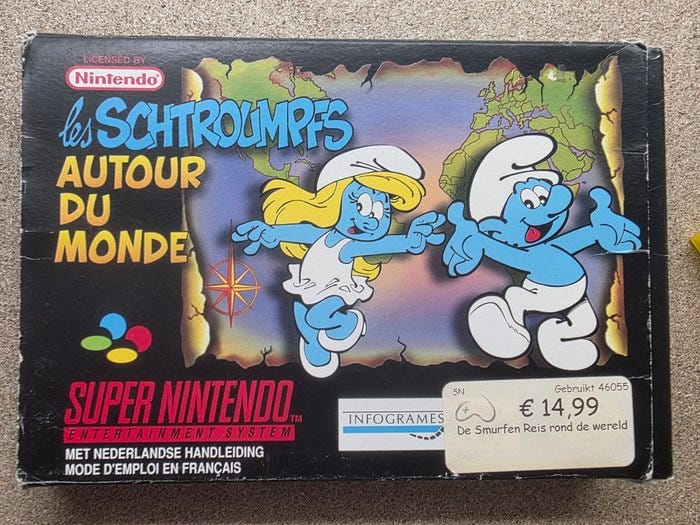 LICENSED BY
Nintendo®
les SCHTROUMPFS
AUTOUR
DU
MONDE
SUPER NINTENDO™
ENTERTAINMENT SYSTEM
MET NEDERLANDSE HANDLEIDING
MODE D'EMPLOI EN FRANÇAIS
INFOGRAMES
SN
Gebruikt 46055
€ 14,99
De Smurfen Reis rond de wereld